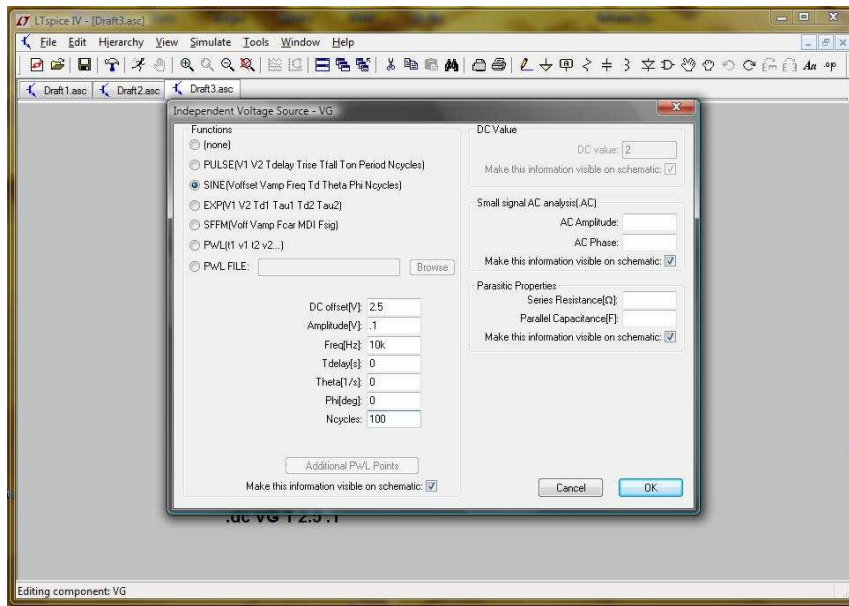 LTspice IV - [Draft3.asc]
File Edit Hierarchy View Simulate Tools Window Help
Aa .op
Draft1.asc Draft2.asc Draft3.asc
Independent Voltage Source - VG
Functions
(none)
PULSE(V1 V2 Tdelay Trise Tfall Ton Period Ncycles)
SINE(Voffset Vamp Freq Td Theta Phi Ncycles)
EXP(V1 V2 Td1 Tau1 Td2 Tau2)
SFFM(Voff Vamp Fcar MDI Fsig)
PWL(t1 v1 t2 v2...)
PWL FILE: Browse
DC offset[V]: 2.5
Amplitude[V]: .1
Freq[Hz]: 10k
Tdelay[s]: 0
Theta[1/s]: 0
Phi[deg]: 0
Ncycles: 100
Additional PWL Points
Make this information visible on schematic:
DC Value
DC value: 2
Make this information visible on schematic:
Small signal AC analysis(.AC)
AC Amplitude:
AC Phase:
Make this information visible on schematic:
Parasitic Properties
Series Resistance[Ω]:
Parallel Capacitance[F]:
Make this information visible on schematic:
Cancel OK
.dc VG 1 2.5 .1
Editing component: VG